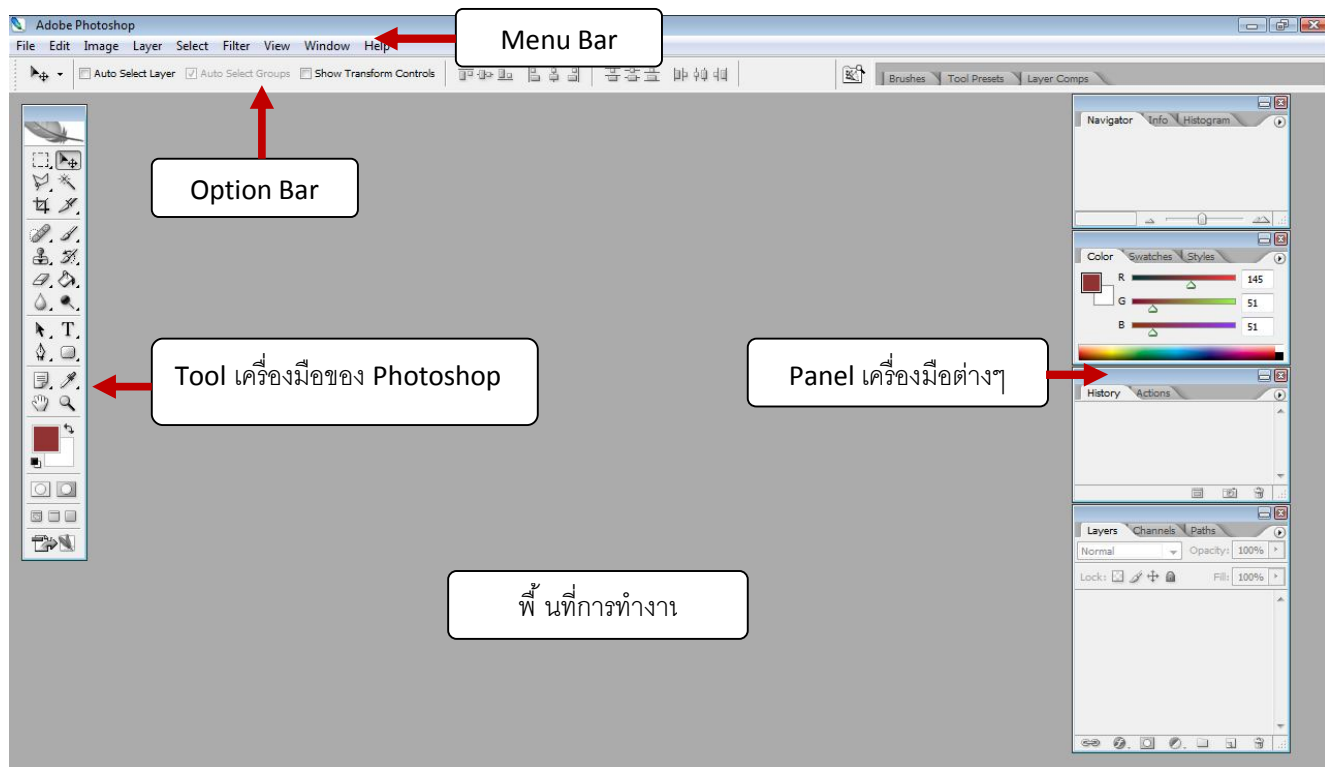 Adobe Photoshop
File Edit Image Layer Select Filter View Window Help
Menu Bar
Auto Select Layer Auto Select Groups Show Transform Controls
Brushes Tool Presets Layer Comps
Option Bar
Navigator Info Histogram
Color Swatches Styles
R 145
G 51
B 51
Tool เครื่องมือของ Photoshop
Panel เครื่องมือต่างๆ
History Actions
พื้นที่การทำงาน
Layers Channels Paths
Normal Opacity: 100%
Lock: Fill: 100%